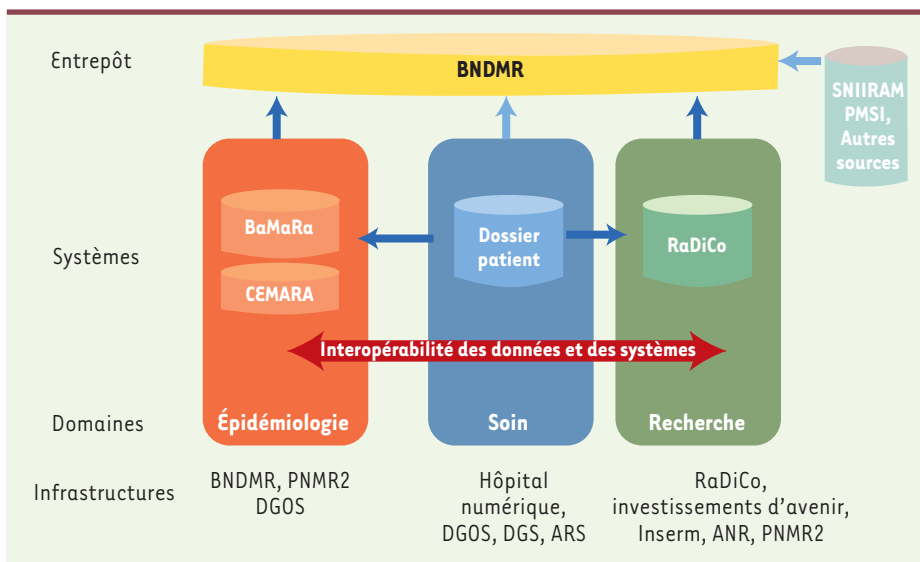 Entrepôt
BNDMR
SNIIRAM
PMSI,
Autres
sources
Systèmes
BaMaRa
CEMARA
Dossier
patient
RaDiCo
Interopérabilité des données et des systèmes
Domaines
Épidémiologie
Soin
Recherche
Infrastructures
BNDMR, PNMR2
DGOS
Hôpital
numérique,
DGOS, DGS, ARS
RaDiCo,
investissements d'avenir,
Inserm, ANR, PNMR2